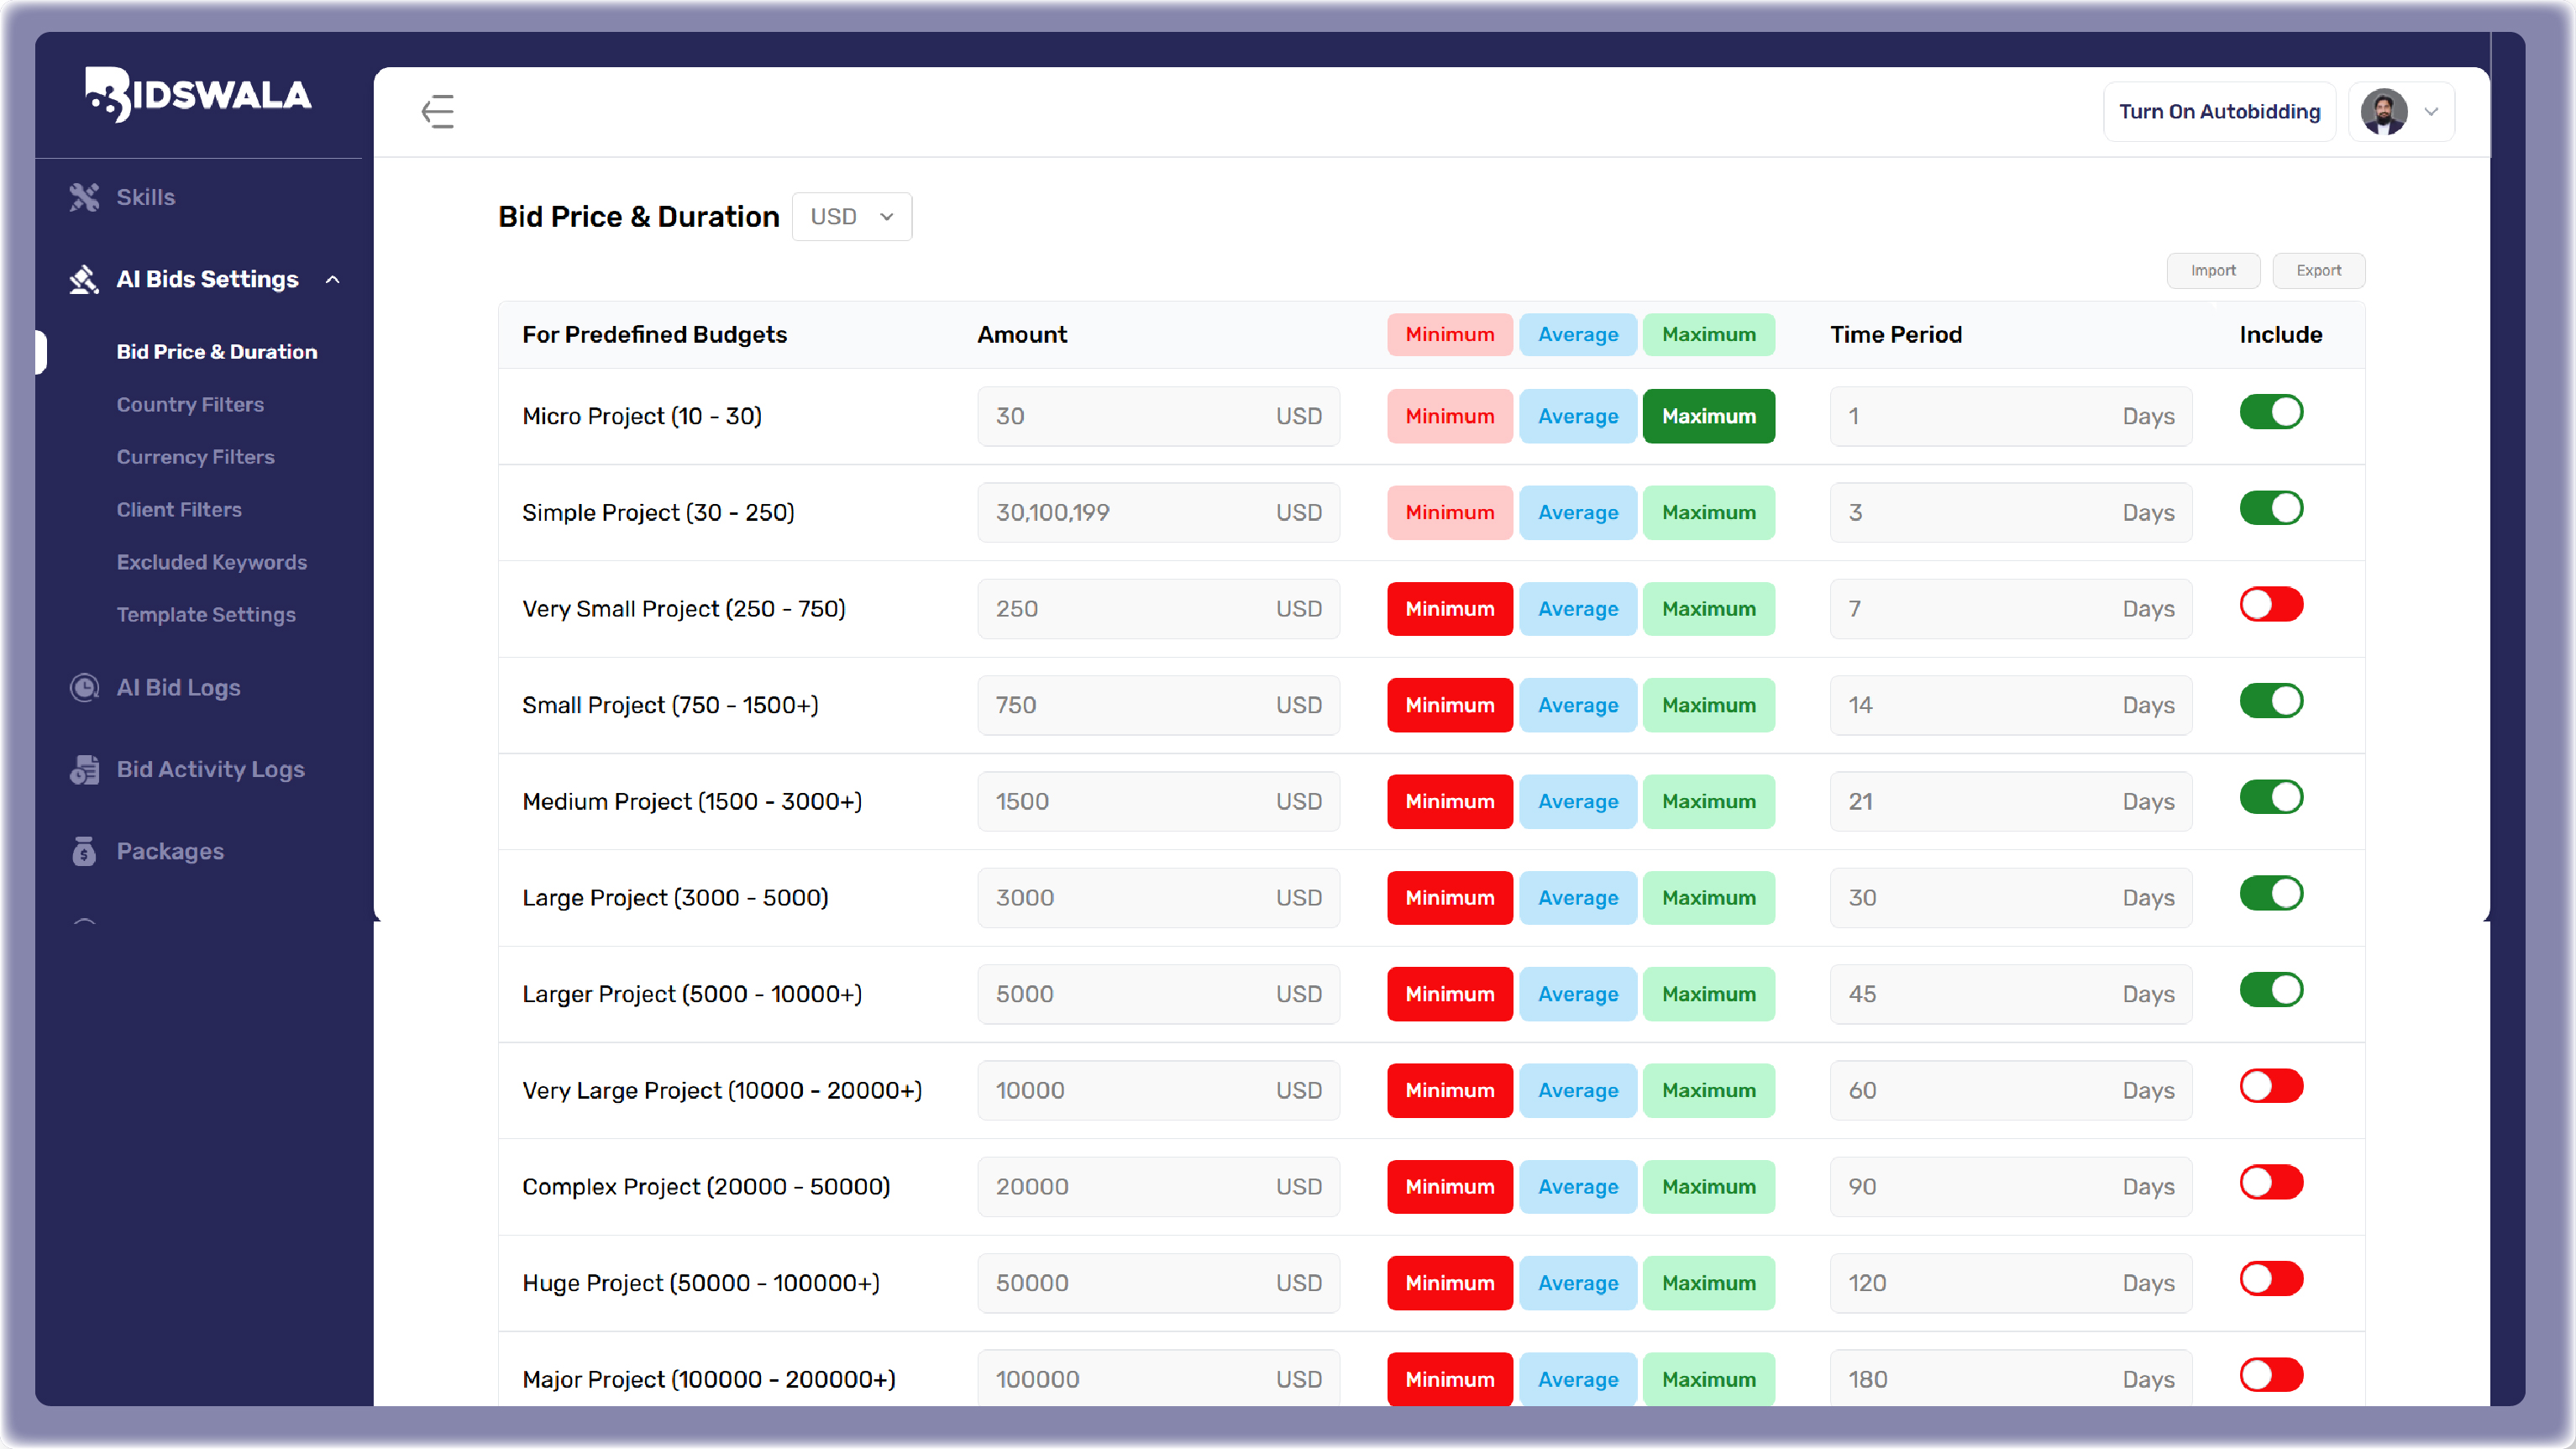 BIDSWALA
Turn On Autobidding
Skills
AI Bids Settings
Bid Price & Duration
Country Filters
Currency Filters
Client Filters
Excluded Keywords
Template Settings
AI Bid Logs
Bid Activity Logs
Packages
Bid Price & Duration USD
Import Export
For Predefined Budgets Amount Minimum Average Maximum Time Period Include
Micro Project (10 - 30) 30 USD Minimum Average Maximum 1 Days
Simple Project (30 - 250) 30,100,199 USD Minimum Average Maximum 3 Days
Very Small Project (250 - 750) 250 USD Minimum Average Maximum 7 Days
Small Project (750 - 1500+) 750 USD Minimum Average Maximum 14 Days
Medium Project (1500 - 3000+) 1500 USD Minimum Average Maximum 21 Days
Large Project (3000 - 5000) 3000 USD Minimum Average Maximum 30 Days
Larger Project (5000 - 10000+) 5000 USD Minimum Average Maximum 45 Days
Very Large Project (10000 - 20000+) 10000 USD Minimum Average Maximum 60 Days
Complex Project (20000 - 50000) 20000 USD Minimum Average Maximum 90 Days
Huge Project (50000 - 100000+) 50000 USD Minimum Average Maximum 120 Days
Major Project (100000 - 200000+) 100000 USD Minimum Average Maximum 180 Days